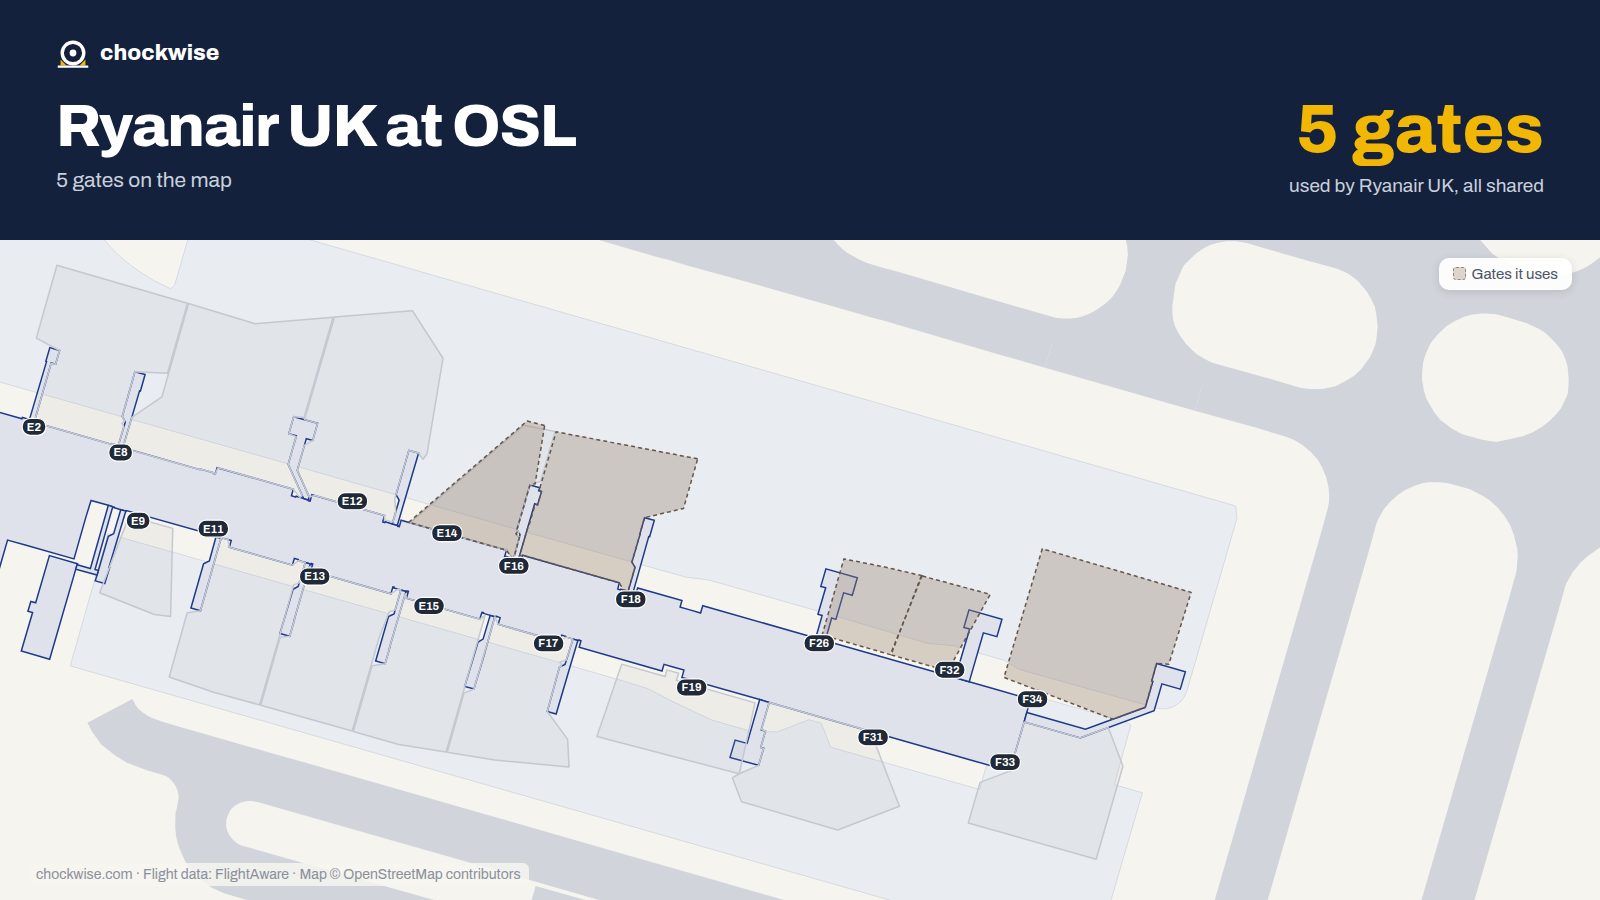 chockwise
Ryanair UK at OSL
5 gates on the map
5 gates
used by Ryanair UK, all shared
Gates it uses
E2
E8
E12
E9
E11
E14
E13
F16
E15
F18
F17
F26
F32
F19
F34
F31
F33
chockwise.com · Flight data: FlightAware · Map © OpenStreetMap contributors